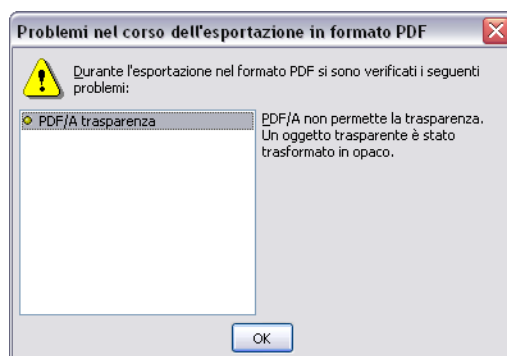 Problemi nel corso dell'esportazione in formato PDF
Durante l'esportazione nel formato PDF si sono verificati i seguenti
problemi:
PDF/A trasparenza
PDF/A non permette la trasparenza.
Un oggetto trasparente è stato
trasformato in opaco.
OK